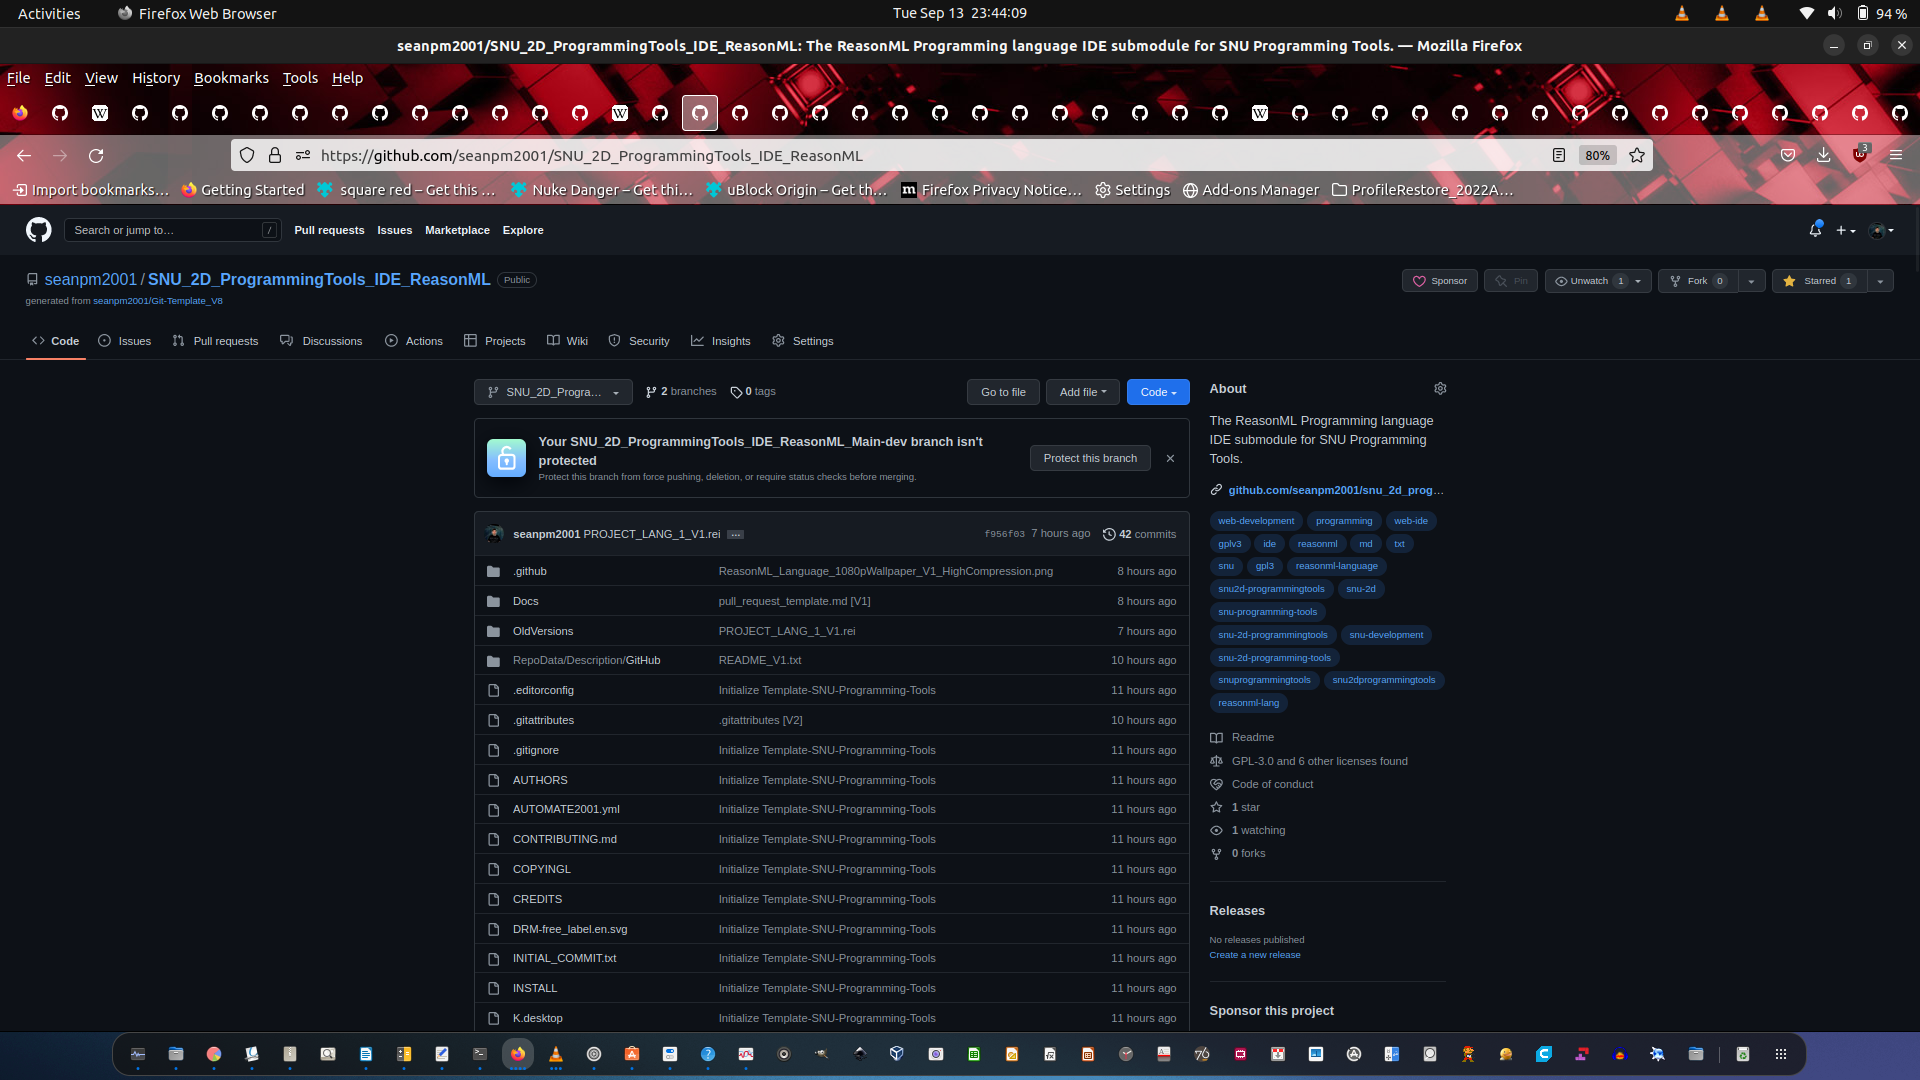 Activities
Firefox Web Browser
Tue Sep 13  23:44:09
94 %
seanpm2001/SNU_2D_ProgrammingTools_IDE_ReasonML: The ReasonML Programming language IDE submodule for SNU Programming Tools. — Mozilla Firefox
File Edit View History Bookmarks Tools Help
https://github.com/seanpm2001/SNU_2D_ProgrammingTools_IDE_ReasonML
80%
3
Import bookmarks… Getting Started square red – Get this … Nuke Danger – Get thi… uBlock Origin – Get th… Firefox Privacy Notice… Settings Add-ons Manager ProfileRestore_2022A…
Search or jump to… /
Pull requests Issues Marketplace Explore
seanpm2001 / SNU_2D_ProgrammingTools_IDE_ReasonML Public
generated from seanpm2001/Git-Template_V8
Sponsor Pin Unwatch 1 Fork 0 Starred 1
Code Issues Pull requests Discussions Actions Projects Wiki Security Insights Settings
SNU_2D_Progra… 2 branches 0 tags Go to file Add file Code
Your SNU_2D_ProgrammingTools_IDE_ReasonML_Main-dev branch isn't
protected
Protect this branch from force pushing, deletion, or require status checks before merging.
Protect this branch
seanpm2001 PROJECT_LANG_1_V1.rei … f956f03 7 hours ago 42 commits
.github ReasonML_Language_1080pWallpaper_V1_HighCompression.png 8 hours ago
Docs pull_request_template.md [V1] 8 hours ago
OldVersions PROJECT_LANG_1_V1.rei 7 hours ago
RepoData/Description/GitHub README_V1.txt 10 hours ago
.editorconfig Initialize Template-SNU-Programming-Tools 11 hours ago
.gitattributes .gitattributes [V2] 10 hours ago
.gitignore Initialize Template-SNU-Programming-Tools 11 hours ago
AUTHORS Initialize Template-SNU-Programming-Tools 11 hours ago
AUTOMATE2001.yml Initialize Template-SNU-Programming-Tools 11 hours ago
CONTRIBUTING.md Initialize Template-SNU-Programming-Tools 11 hours ago
COPYINGL Initialize Template-SNU-Programming-Tools 11 hours ago
CREDITS Initialize Template-SNU-Programming-Tools 11 hours ago
DRM-free_label.en.svg Initialize Template-SNU-Programming-Tools 11 hours ago
INITIAL_COMMIT.txt Initialize Template-SNU-Programming-Tools 11 hours ago
INSTALL Initialize Template-SNU-Programming-Tools 11 hours ago
K.desktop Initialize Template-SNU-Programming-Tools 11 hours ago
About
The ReasonML Programming language
IDE submodule for SNU Programming
Tools.
github.com/seanpm2001/snu_2d_prog…
web-development programming web-ide
gplv3 ide reasonml md txt
snu gpl3 reasonml-language
snu2d-programmingtools snu-2d
snu-programming-tools
snu-2d-programmingtools snu-development
snu-2d-programming-tools
snuprogrammingtools snu2dprogrammingtools
reasonml-lang
Readme
GPL-3.0 and 6 other licenses found
Code of conduct
1 star
1 watching
0 forks
Releases
No releases published
Create a new release
Sponsor this project